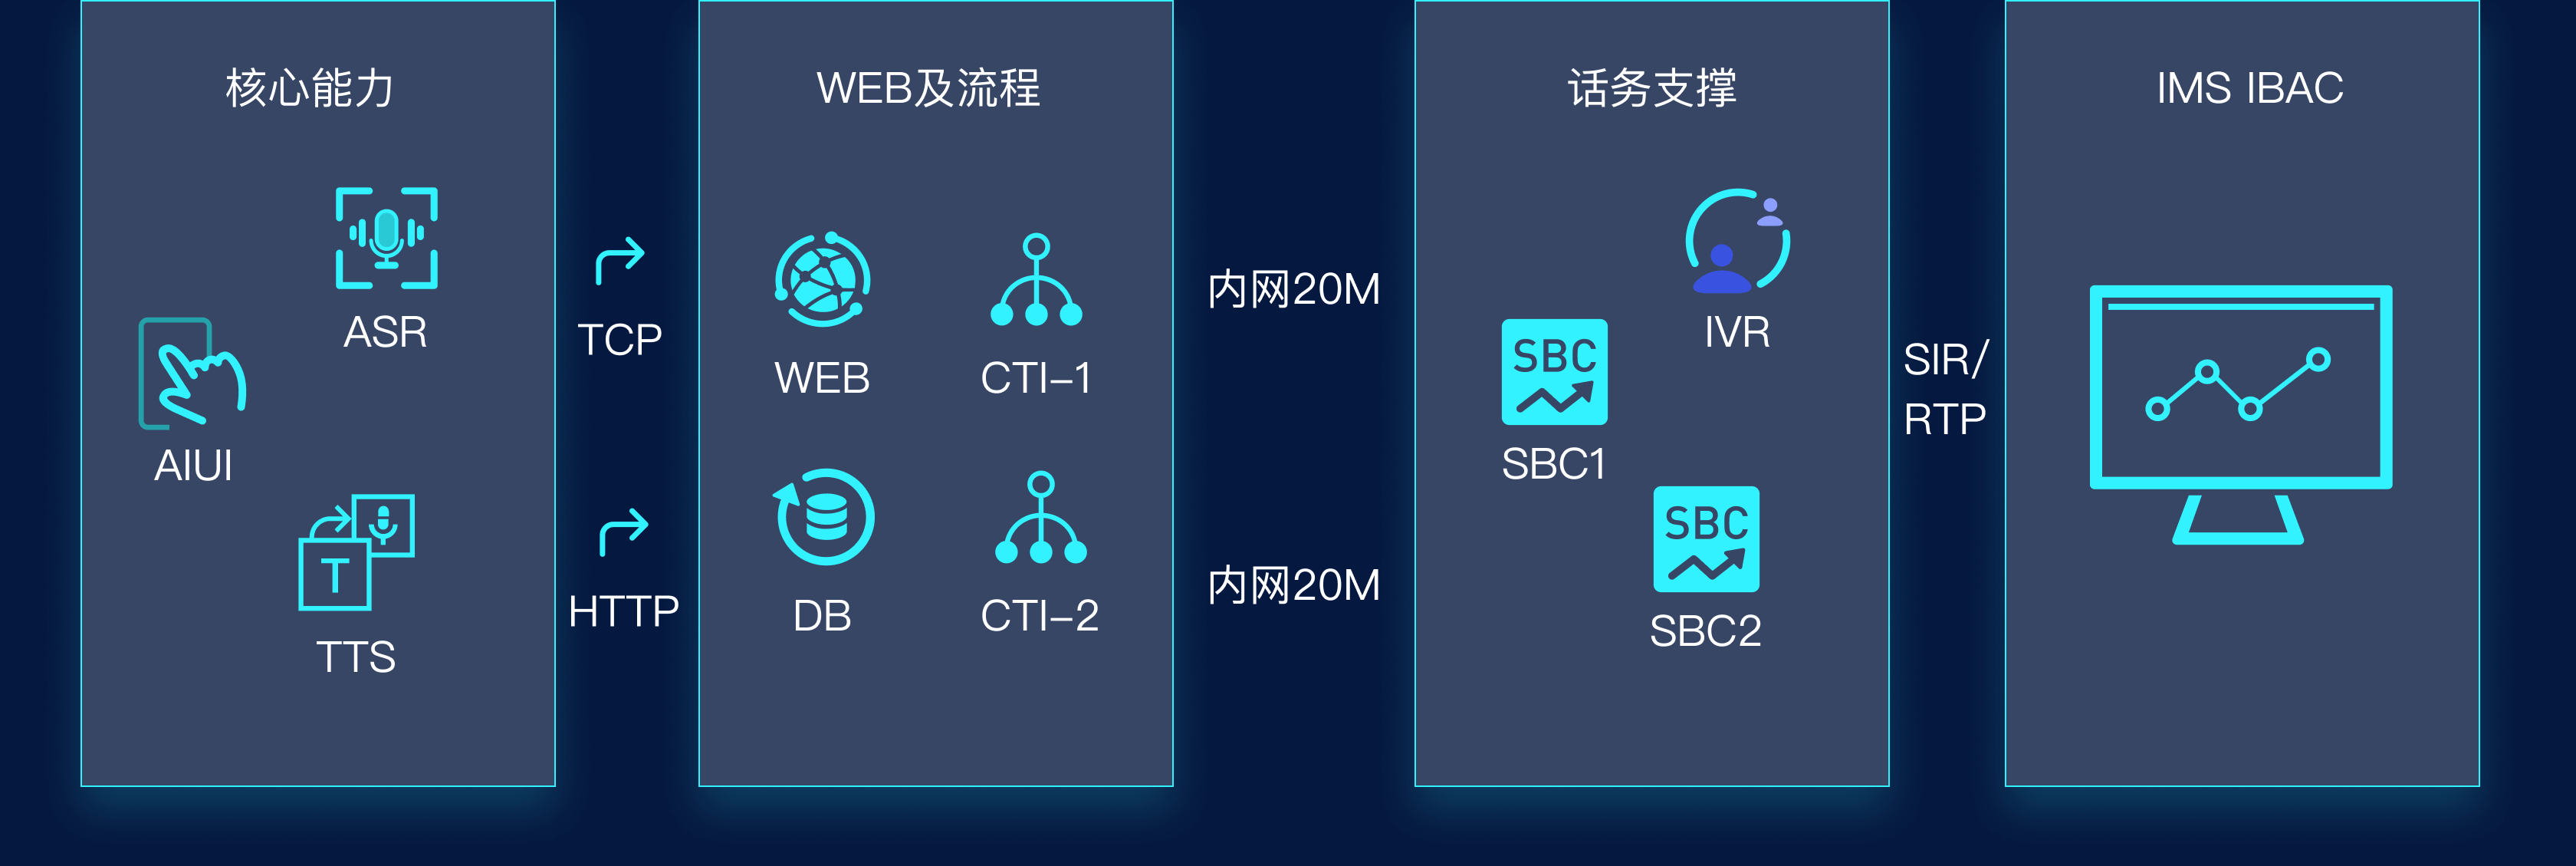 核心能力
ASR
AIUI
T
TTS
TCP
HTTP
WEB及流程
WEB
CTI-1
DB
CTI-2
内网20M
内网20M
话务支撑
IVR
SBC
SBC1
SBC
SBC2
SIR/
RTP
IMS IBAC